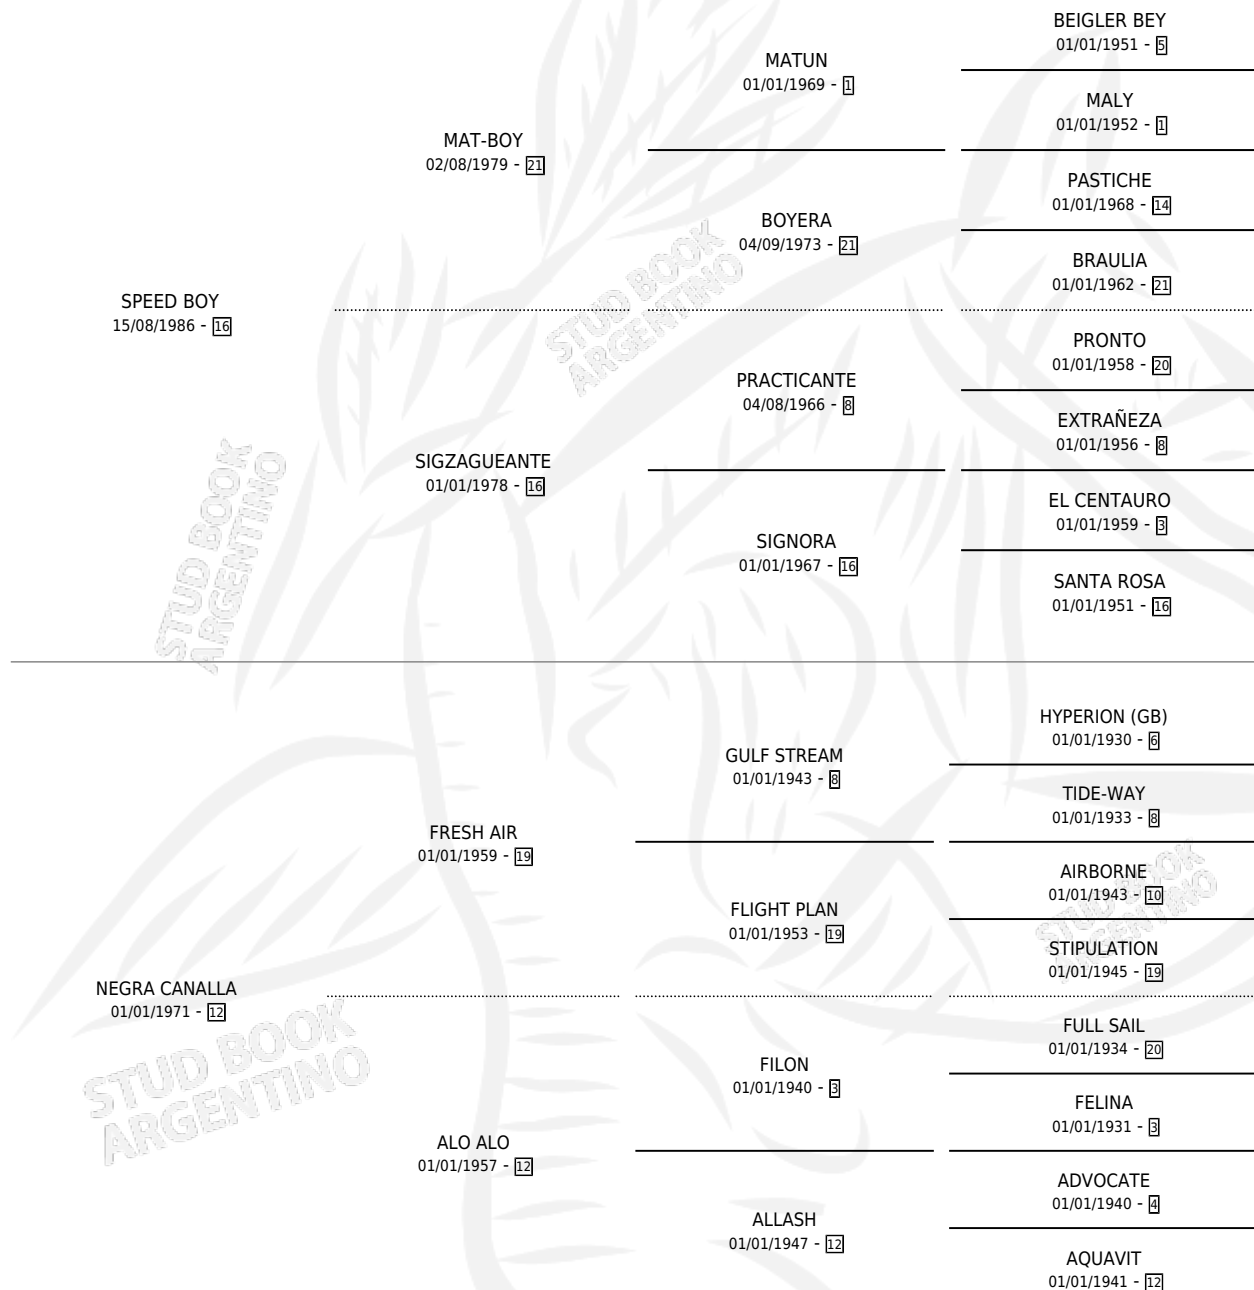 BEIGLER BEY
01/01/1951 - 5
MATUN
01/01/1969 - 1
MALY
01/01/1952 - 1
MAT-BOY
02/08/1979 - 21
PASTICHE
01/01/1968 - 14
BOYERA
04/09/1973 - 21
BRAULIA
01/01/1962 - 21
SPEED BOY
15/08/1986 - 16
PRONTO
01/01/1958 - 20
PRACTICANTE
04/08/1966 - 8
EXTRAÑEZA
01/01/1956 - 8
SIGZAGUEANTE
01/01/1978 - 16
EL CENTAURO
01/01/1959 - 3
SIGNORA
01/01/1967 - 16
SANTA ROSA
01/01/1951 - 16
HYPERION (GB)
01/01/1930 - 6
GULF STREAM
01/01/1943 - 8
TIDE-WAY
01/01/1933 - 8
FRESH AIR
01/01/1959 - 19
AIRBORNE
01/01/1943 - 10
FLIGHT PLAN
01/01/1953 - 19
STIPULATION
01/01/1945 - 19
NEGRA CANALLA
01/01/1971 - 12
FULL SAIL
01/01/1934 - 20
FILON
01/01/1940 - 3
FELINA
01/01/1931 - 3
ALO ALO
01/01/1957 - 12
ADVOCATE
01/01/1940 - 4
ALLASH
01/01/1947 - 12
AQUAVIT
01/01/1941 - 12
STUD BOOK
ARGENTINO
STUD BOOK
ARGENTINO
STUD BOOK
ARGENTINO
STUD BOOK
ARGENTINO